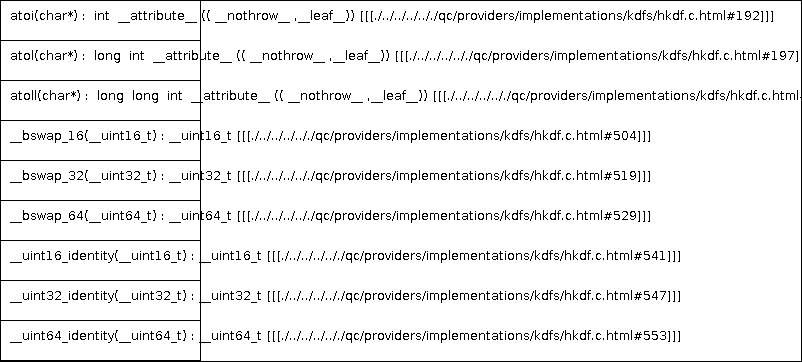 atoi(char*) : int __attribute__ (( __nothrow__ ,__leaf__)) [[[./../../../../../qc/providers/implementations/kdfs/hkdf.c.html#192]]]
atol(char*) : long int __attribute__ (( __nothrow__ ,__leaf__)) [[[./../../../../../qc/providers/implementations/kdfs/hkdf.c.html#197]
atoll(char*) : long long int __attribute__ (( __nothrow__ ,__leaf__)) [[[./../../../../../qc/providers/implementations/kdfs/hkdf.c.html
__bswap_16(__uint16_t) : __uint16_t [[[./../../../../../qc/providers/implementations/kdfs/hkdf.c.html#504]]]
__bswap_32(__uint32_t) : __uint32_t [[[./../../../../../qc/providers/implementations/kdfs/hkdf.c.html#519]]]
__bswap_64(__uint64_t) : __uint64_t [[[./../../../../../qc/providers/implementations/kdfs/hkdf.c.html#529]]]
__uint16_identity(__uint16_t) : __uint16_t [[[./../../../../../qc/providers/implementations/kdfs/hkdf.c.html#541]]]
__uint32_identity(__uint32_t) : __uint32_t [[[./../../../../../qc/providers/implementations/kdfs/hkdf.c.html#547]]]
__uint64_identity(__uint64_t) : __uint64_t [[[./../../../../../qc/providers/implementations/kdfs/hkdf.c.html#553]]]